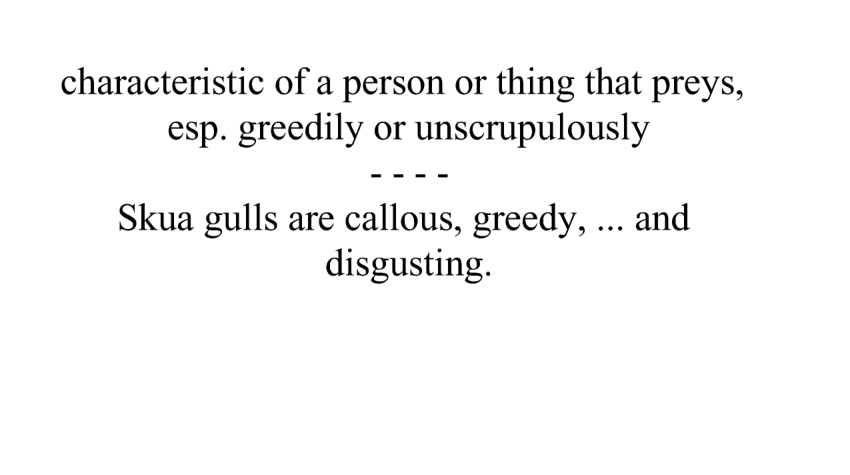 characteristic of a person or thing that preys,
esp. greedily or unscrupulously
- - - -
Skua gulls are callous, greedy, ... and
disgusting.